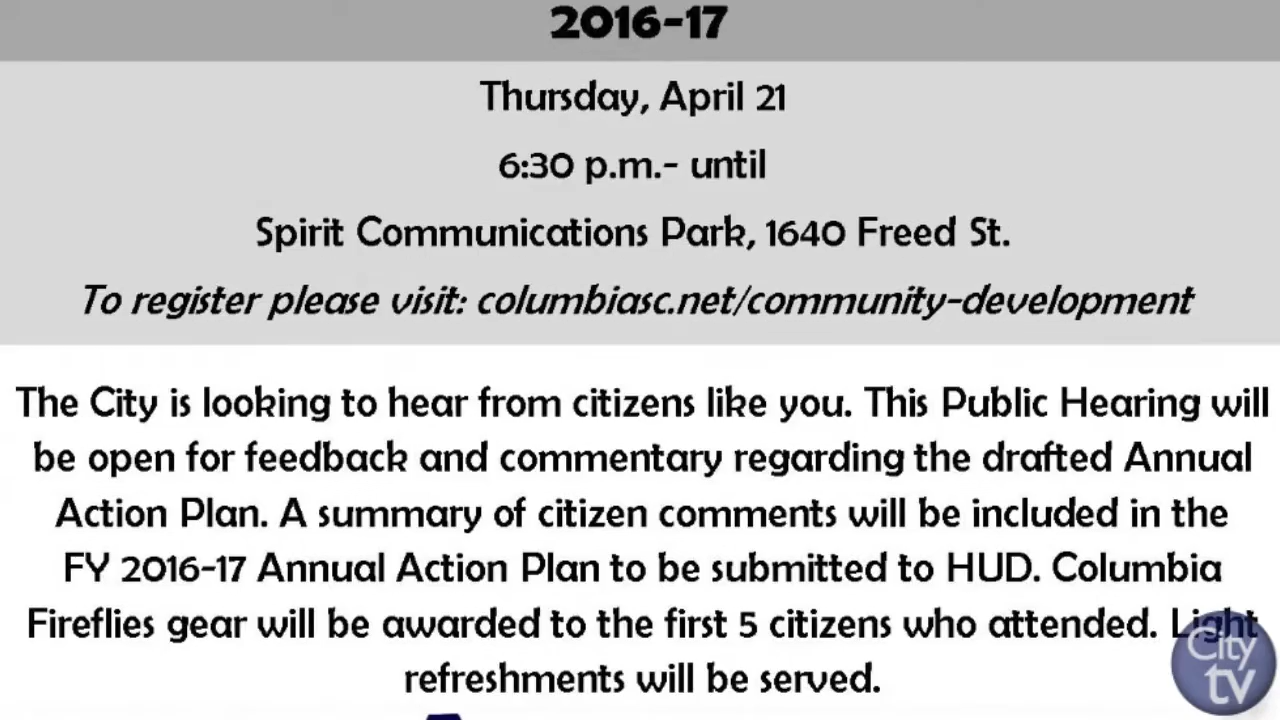 2016-17
Thursday, April 21
6:30 p.m.- until
Spirit Communications Park, 1640 Freed St.
To register please visit: columbiasc.net/community-development
The City is looking to hear from citizens like you. This Public Hearing will
be open for feedback and commentary regarding the drafted Annual
Action Plan. A summary of citizen comments will be included in the
FY 2016-17 Annual Action Plan to be submitted to HUD. Columbia
Fireflies gear will be awarded to the first 5 citizens who attended. Light
refreshments will be served.
City
tv